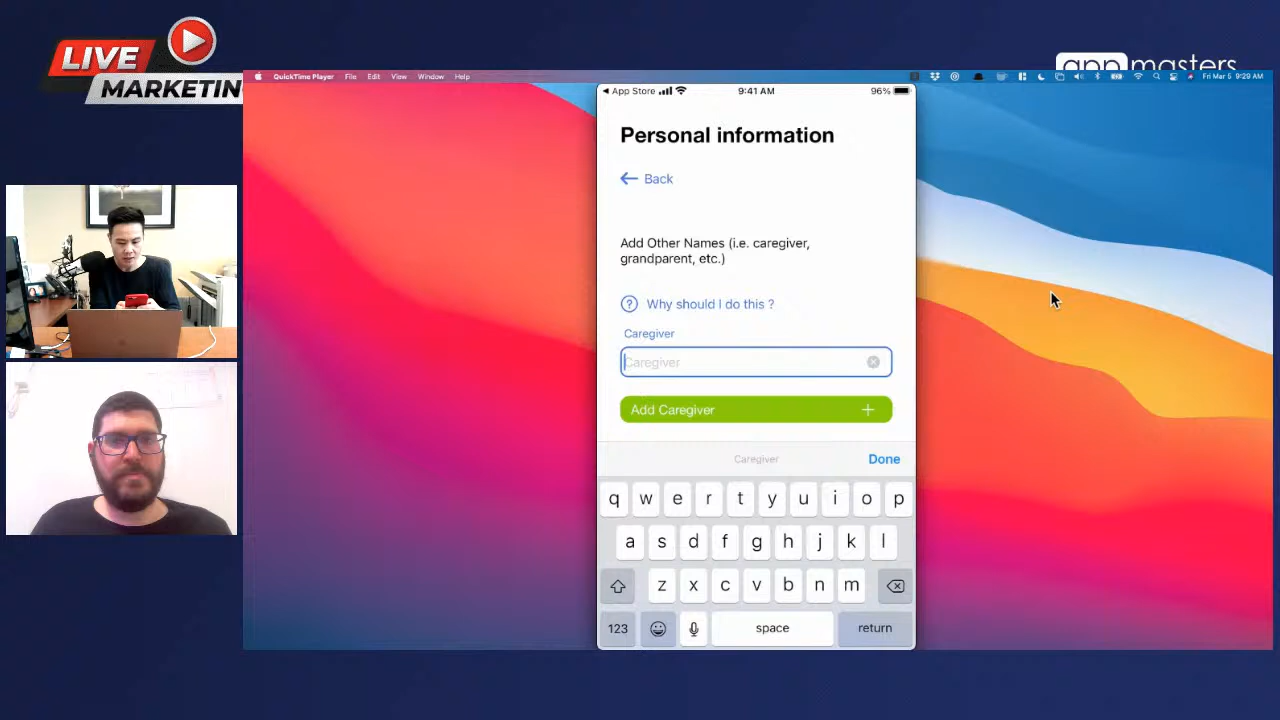 LIVE
MARKETIN
appmasters
QuickTime Player File Edit View Window Help
Fri Mar 5 9:29 AM
App Store 9:41 AM 96%
Personal information
Back
Add Other Names (i.e. caregiver,
grandparent, etc.)
? Why should I do this ?
Caregiver
Caregiver
Add Caregiver +
Caregiver Done
q w e r t y u i o p
a s d f g h j k l
z x c v b n m
123 space return